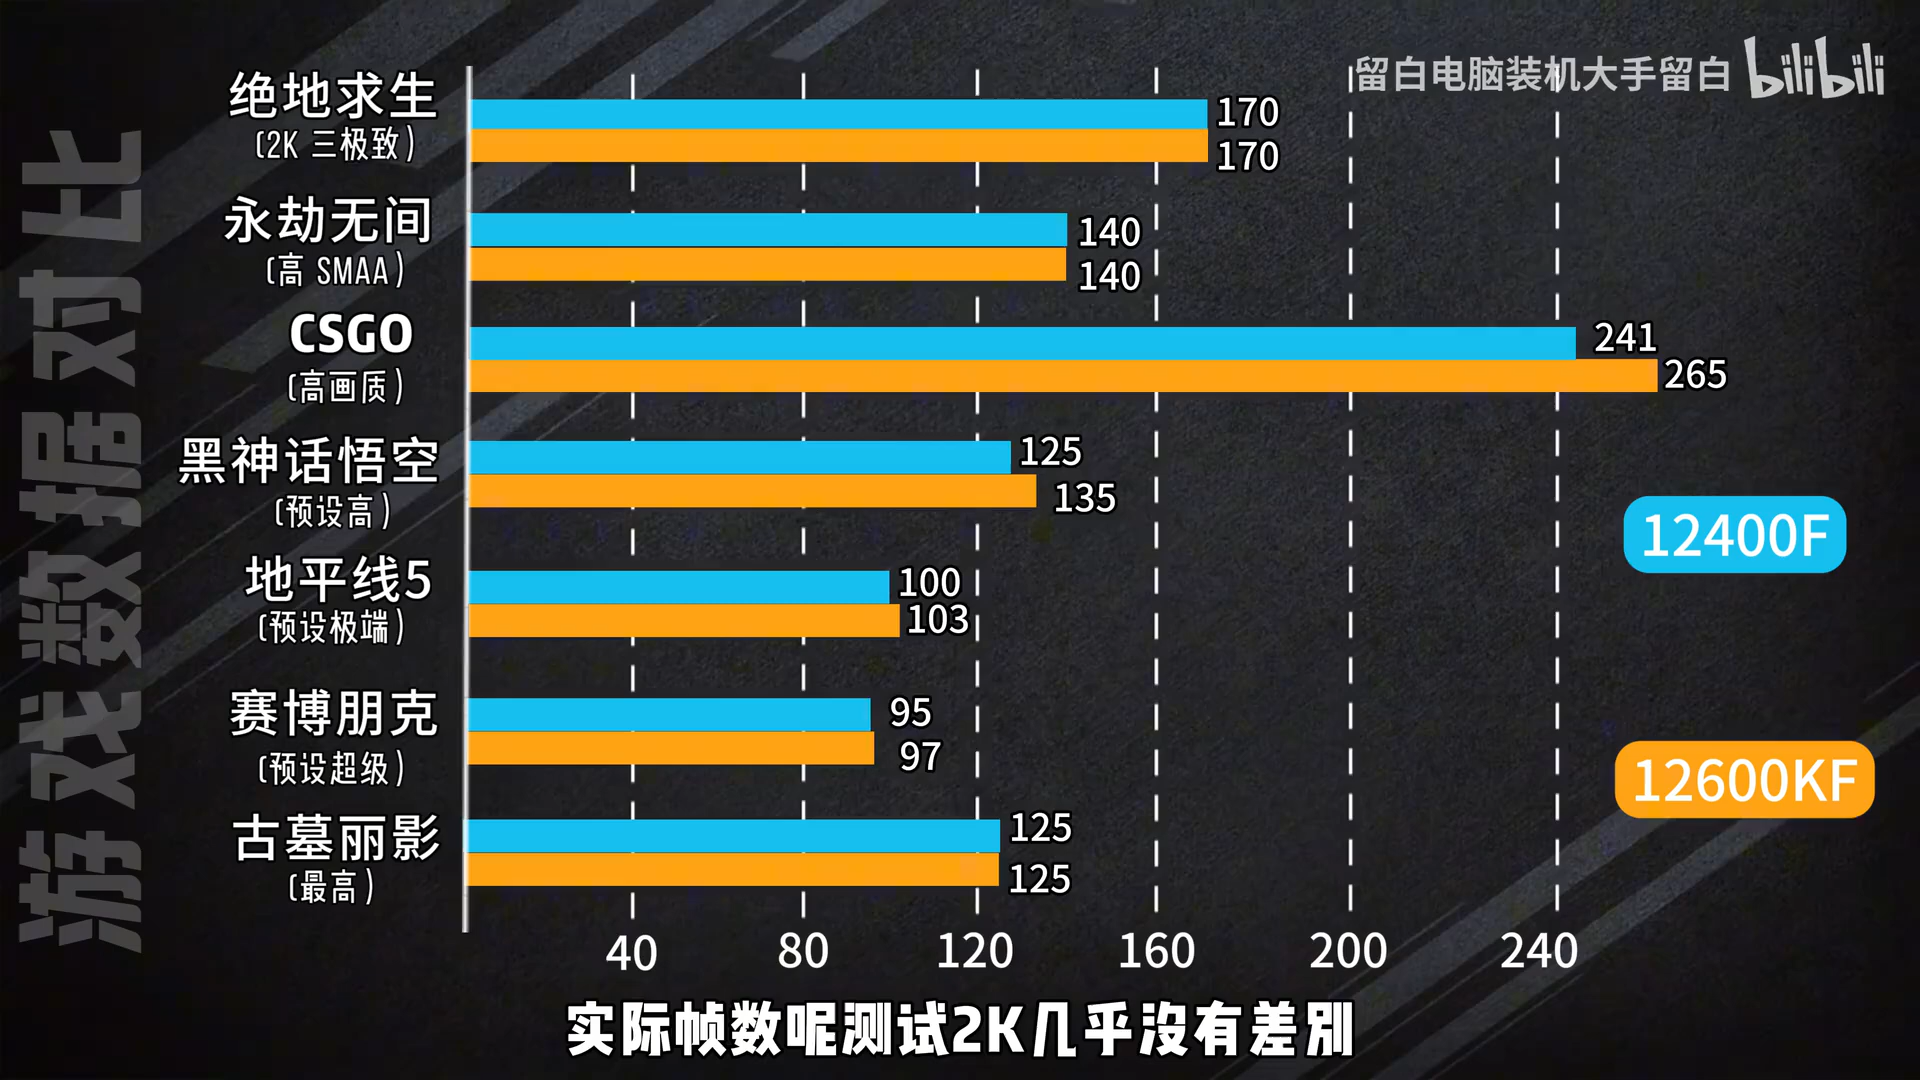 留白电脑装机大手留白 bilibili
游戏数据对比
绝地求生
(2K 三极致)
170
170
永劫无间
(高 SMAA)
140
140
CSGO
(高画质)
241
265
黑神话悟空
(预设高)
125
135
地平线5
(预设极端)
100
103
赛博朋克
(预设超级)
95
97
古墓丽影
(最高)
125
125
12400F
12600KF
40 80 120 160 200 240
实际帧数呢测试2K几乎没有差别